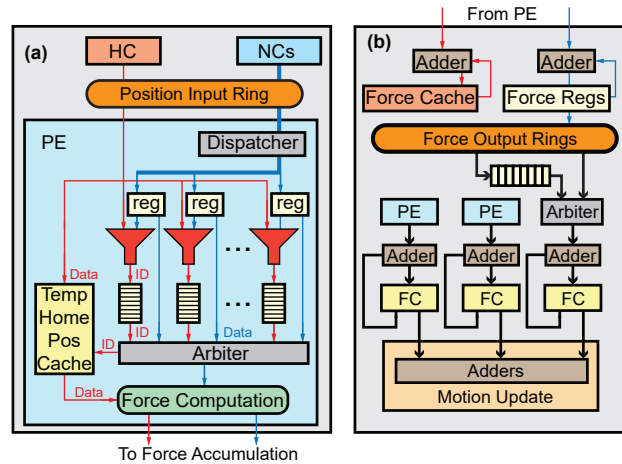 (a)
HC
NCs
Position Input Ring
PE
Dispatcher
reg
reg
reg
...
Data
ID
...
Temp
Home
Pos
Cache
ID
Data
ID
Arbiter
Data
Force Computation
To Force Accumulation
From PE
(b)
Adder
Adder
Force Cache
Force Regs
Force Output Rings
PE
PE
Arbiter
Adder
Adder
Adder
FC
FC
FC
Adders
Motion Update